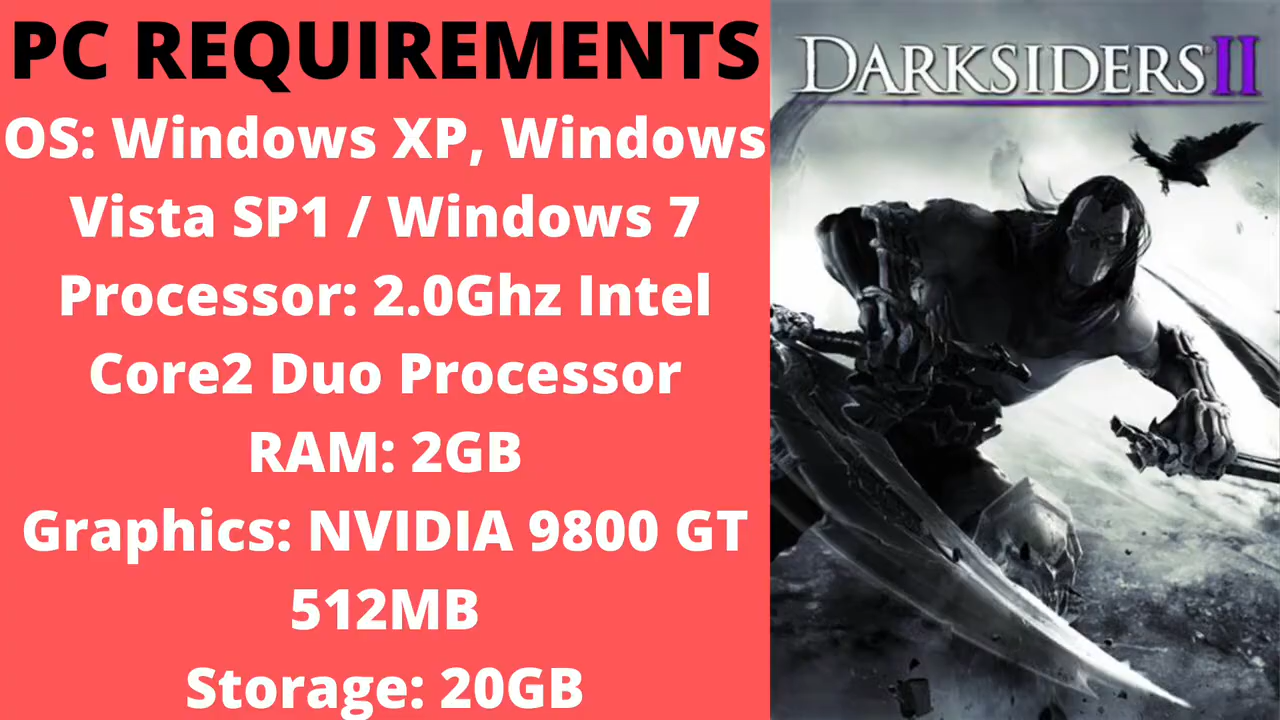 PC REQUIREMENTS
OS: Windows XP, Windows
Vista SP1 / Windows 7
Processor: 2.0Ghz Intel
Core2 Duo Processor
RAM: 2GB
Graphics: NVIDIA 9800 GT
512MB
Storage: 20GB
DARKSIDERS II